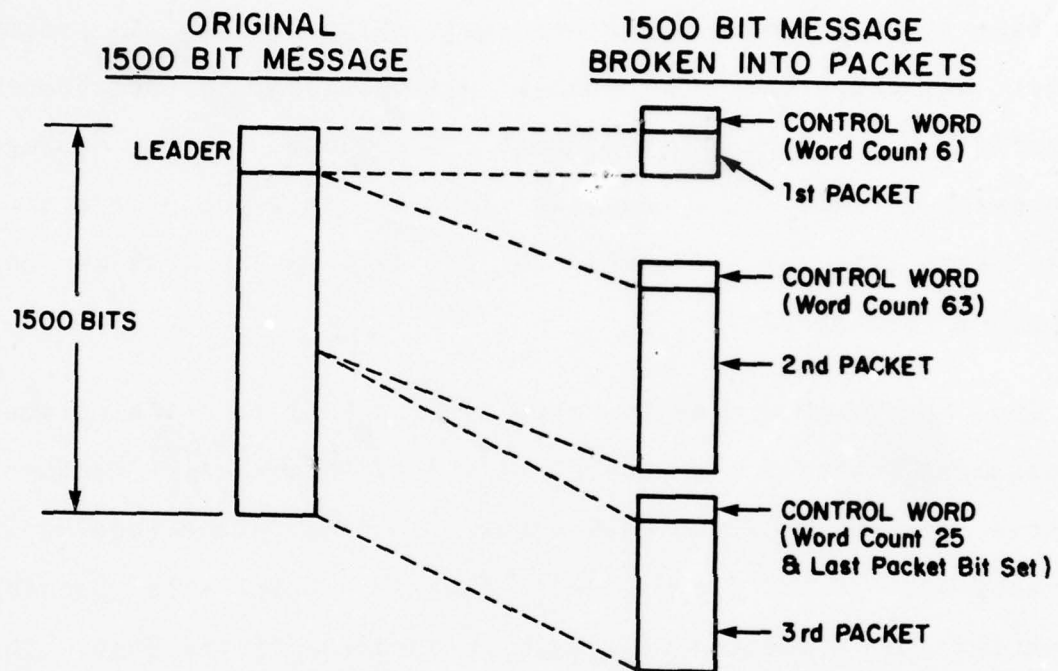 ORIGINAL
1500 BIT MESSAGE
1500 BIT MESSAGE
BROKEN INTO PACKETS
LEADER
1500 BITS
CONTROL WORD
(Word Count 6)
1st PACKET
CONTROL WORD
(Word Count 63)
2nd PACKET
CONTROL WORD
(Word Count 25
& Last Packet Bit Set)
3rd PACKET